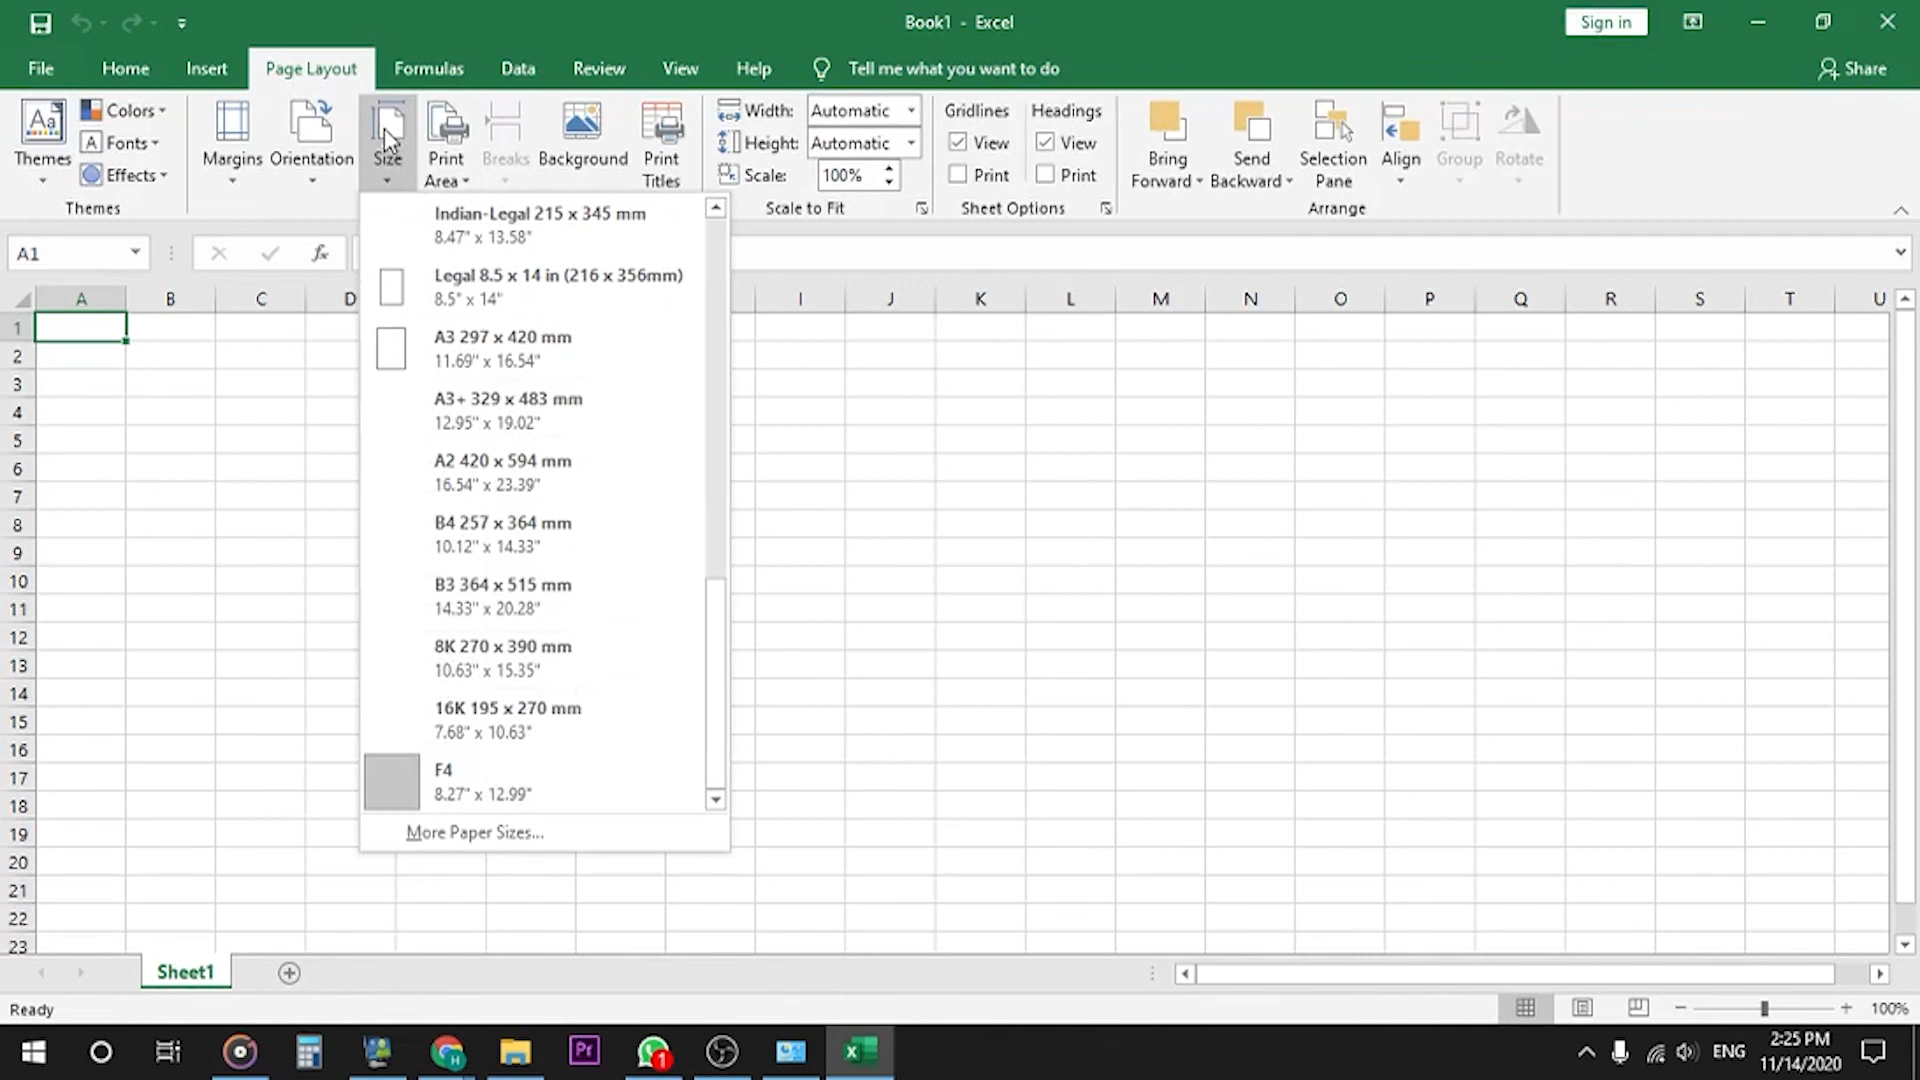 Book1 - Excel
Sign in
File Home Insert Page Layout Formulas Data Review View Help Tell me what you want to do Share
Themes
Colors
Fonts
Effects
Themes
Margins
Orientation
Size
Print Area
Breaks
Background
Print Titles
Width: Automatic
Height: Automatic
Scale: 100%
Scale to Fit
Gridlines
View
Print
Headings
View
Print
Sheet Options
Bring Forward
Send Backward
Selection Pane
Align
Group
Rotate
Arrange
A1
fx
A B C D I J K L M N O P Q R S T U
1
2
3
4
5
6
7
8
9
10
11
12
13
14
15
16
17
18
19
20
21
22
23
Indian-Legal 215 x 345 mm
8.47" x 13.58"
Legal 8.5 x 14 in (216 x 356mm)
8.5" x 14"
A3 297 x 420 mm
11.69" x 16.54"
A3+ 329 x 483 mm
12.95" x 19.02"
A2 420 x 594 mm
16.54" x 23.39"
B4 257 x 364 mm
10.12" x 14.33"
B3 364 x 515 mm
14.33" x 20.28"
8K 270 x 390 mm
10.63" x 15.35"
16K 195 x 270 mm
7.68" x 10.63"
F4
8.27" x 12.99"
More Paper Sizes...
Sheet1
Ready
100%
H
Pr
1
X
ENG
2:25 PM
11/14/2020